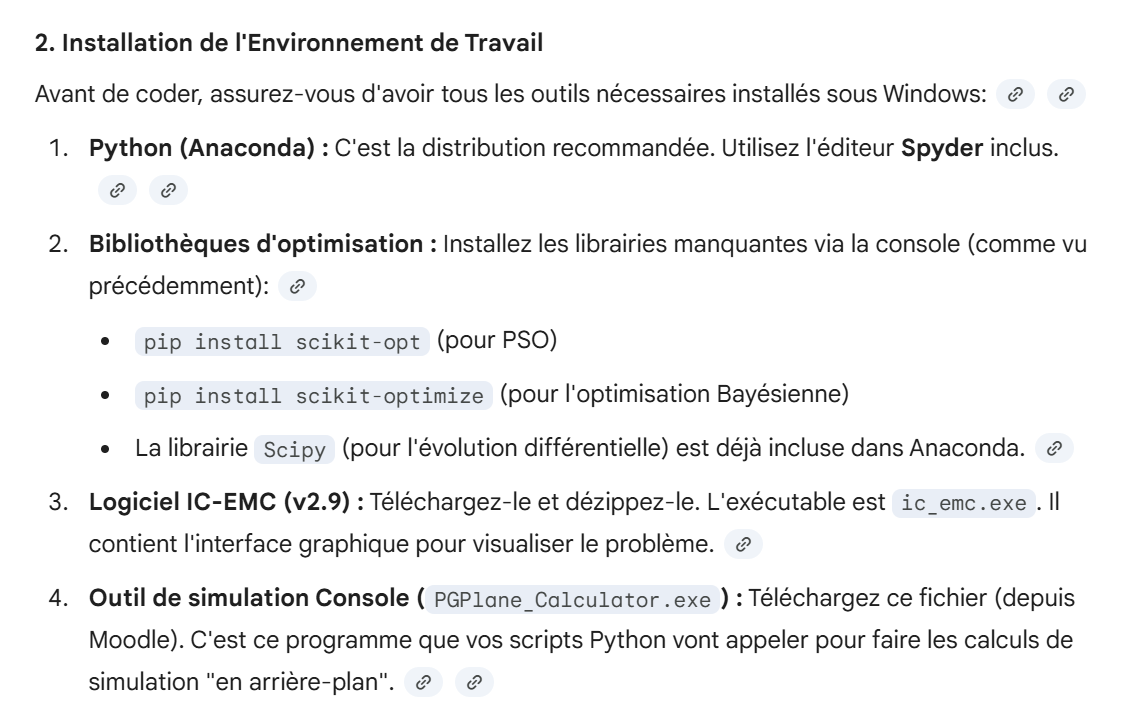 2. Installation de l'Environnement de Travail
Avant de coder, assurez-vous d'avoir tous les outils nécessaires installés sous Windows:
1. Python (Anaconda) : C'est la distribution recommandée. Utilisez l'éditeur Spyder inclus.
2. Bibliothèques d'optimisation : Installez les librairies manquantes via la console (comme vu
précédemment):
• pip install scikit-opt (pour PSO)
• pip install scikit-optimize (pour l'optimisation Bayésienne)
• La librairie Scipy (pour l'évolution différentielle) est déjà incluse dans Anaconda.
3. Logiciel IC-EMC (v2.9) : Téléchargez-le et dézippez-le. L'exécutable est ic_emc.exe. Il
contient l'interface graphique pour visualiser le problème.
4. Outil de simulation Console (PGPlane_Calculator.exe) : Téléchargez ce fichier (depuis
Moodle). C'est ce programme que vos scripts Python vont appeler pour faire les calculs de
simulation "en arrière-plan".